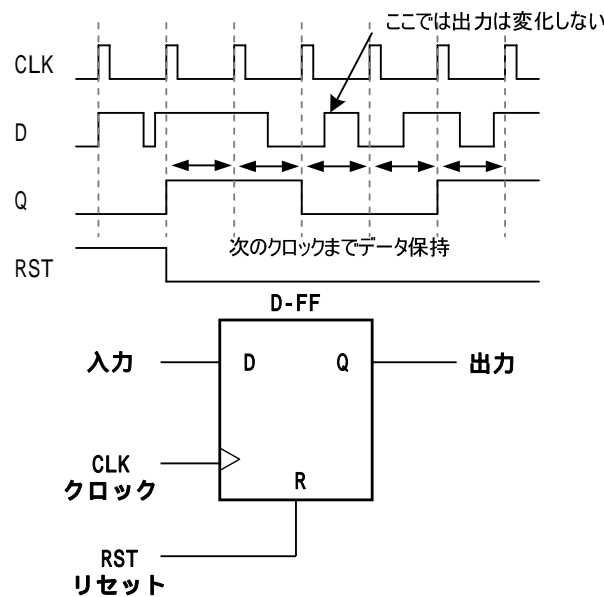 ここでは出力は変化しない
CLK
D
Q
次のクロックまでデータ保持
RST
D-FF
入力
D
Q
出力
CLK
クロック
R
RST
リセット